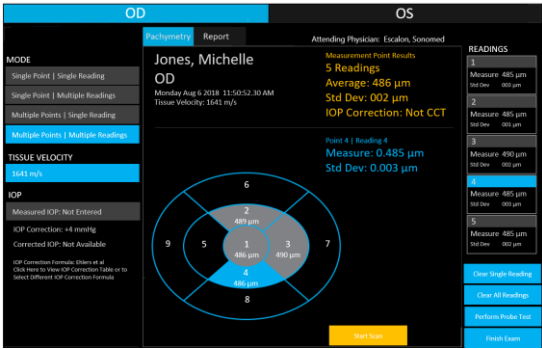 OD
OS
Pachymetry
Report
Attending Physician: Escalon, Sonomed
MODE
Single Point | Single Reading
Single Point | Multiple Readings
Multiple Points | Single Reading
Multiple Points | Multiple Readings
TISSUE VELOCITY
1641 m/s
IOP
Measured IOP: Not Entered
IOP Correction: +4 mmHg
Corrected IOP: Not Available
IOP Correction Formula: Ehlers et al
Click Here to View IOP Correction Table or to
Select Different IOP Correction Formula
Jones, Michelle
OD
Monday Aug 6 2018 11:50:52.30 AM
Tissue Velocity: 1641 m/s
Measurement Point Results
5 Readings
Average: 486 µm
Std Dev: 002 µm
IOP Correction: Not CCT
Point 4 | Reading 4
Measure: 0.485 µm
Std Dev: 0.003 µm
6
2
489 µm
9
5
1
486 µm
3
490 µm
7
4
486 µm
8
Start Scan
READINGS
1
Measure 485 µm
Std Dev 003 µm
2
Measure 485 µm
Std Dev 001 µm
3
Measure 490 µm
Std Dev 002 µm
4
Measure 485 µm
Std Dev 003 µm
5
Measure 485 µm
Std Dev 002 µm
Clear Single Reading
Clear All Readings
Perform Probe Test
Finish Exam